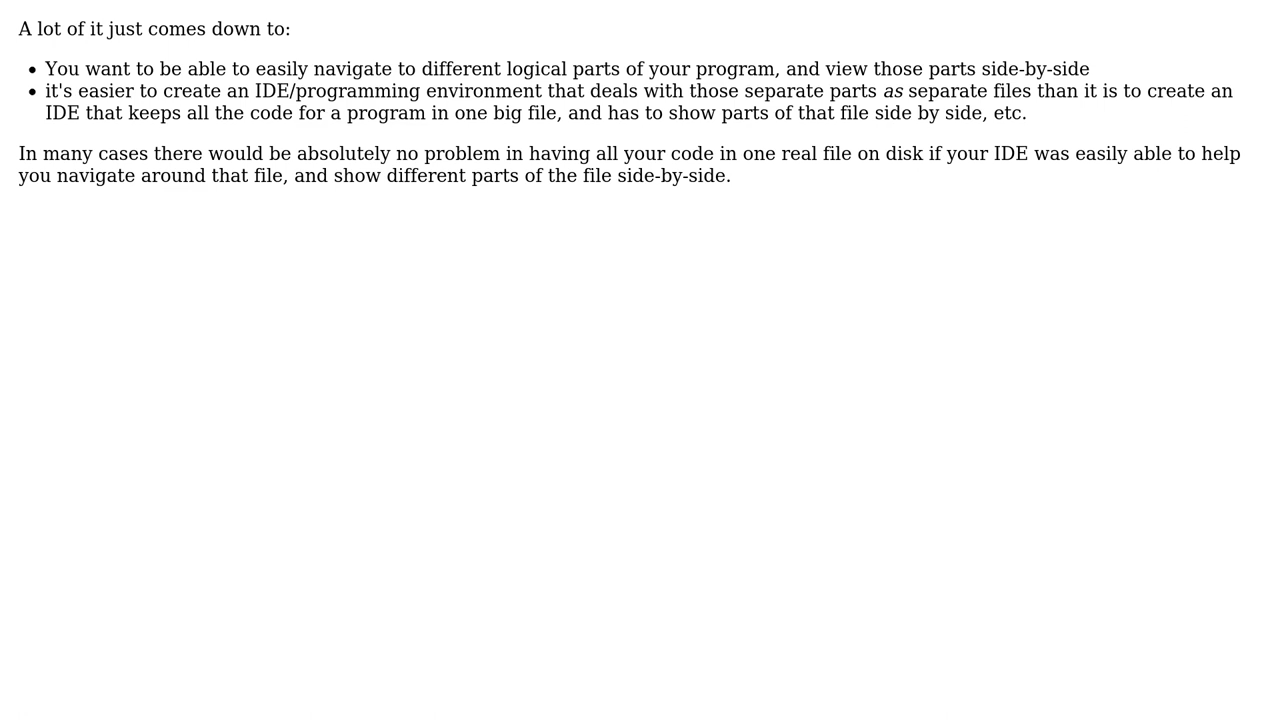 A lot of it just comes down to:
• You want to be able to easily navigate to different logical parts of your program, and view those parts side-by-side
• it's easier to create an IDE/programming environment that deals with those separate parts as separate files than it is to create an
IDE that keeps all the code for a program in one big file, and has to show parts of that file side by side, etc.
In many cases there would be absolutely no problem in having all your code in one real file on disk if your IDE was easily able to help
you navigate around that file, and show different parts of the file side-by-side.